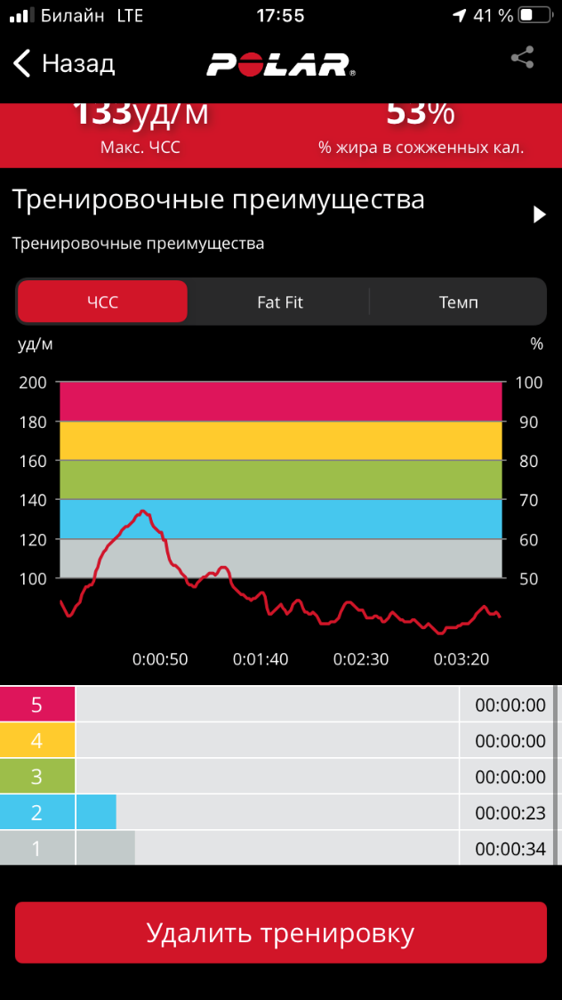 Билайн LTE 17:55 41 %
Назад POLAR®
133уд/м 53%
Макс. ЧСС % жира в сожженных кал.
Тренировочные преимущества
Тренировочные преимущества
ЧСС Fat Fit Темп
уд/м %
200 100
180 90
160 80
140 70
120 60
100 50
0:00:50 0:01:40 0:02:30 0:03:20
5 00:00:00
4 00:00:00
3 00:00:00
2 00:00:23
1 00:00:34
Удалить тренировку